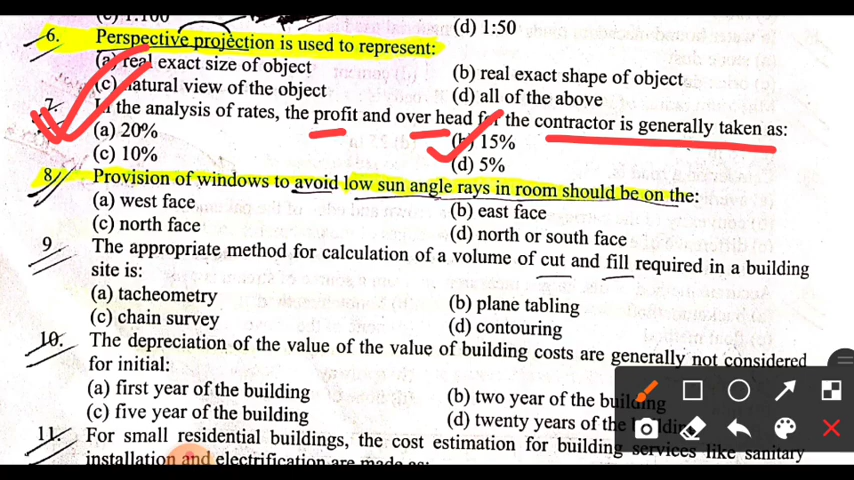 (c) 1:100
(d) 1:50
6. Perspective projection is used to represent:
(a) real exact size of object
(b) real exact shape of object
(c) natural view of the object
(d) all of the above
7. In the analysis of rates, the profit and over head for the contractor is generally taken as:
(a) 20%
(b) 15%
(c) 10%
(d) 5%
8. Provision of windows to avoid low sun angle rays in room should be on the:
(a) west face
(b) east face
(c) north face
(d) north or south face
9 The appropriate method for calculation of a volume of cut and fill required in a building
site is:
(a) tacheometry
(b) plane tabling
(c) chain survey
(d) contouring
10. The depreciation of the value of the value of building costs are generally not considered
for initial:
(a) first year of the building
(b) two year of the building
(c) five year of the building
(d) twenty years of the building
11. For small residential buildings, the cost estimation for building services like sanitary
installation and electrification are made as: